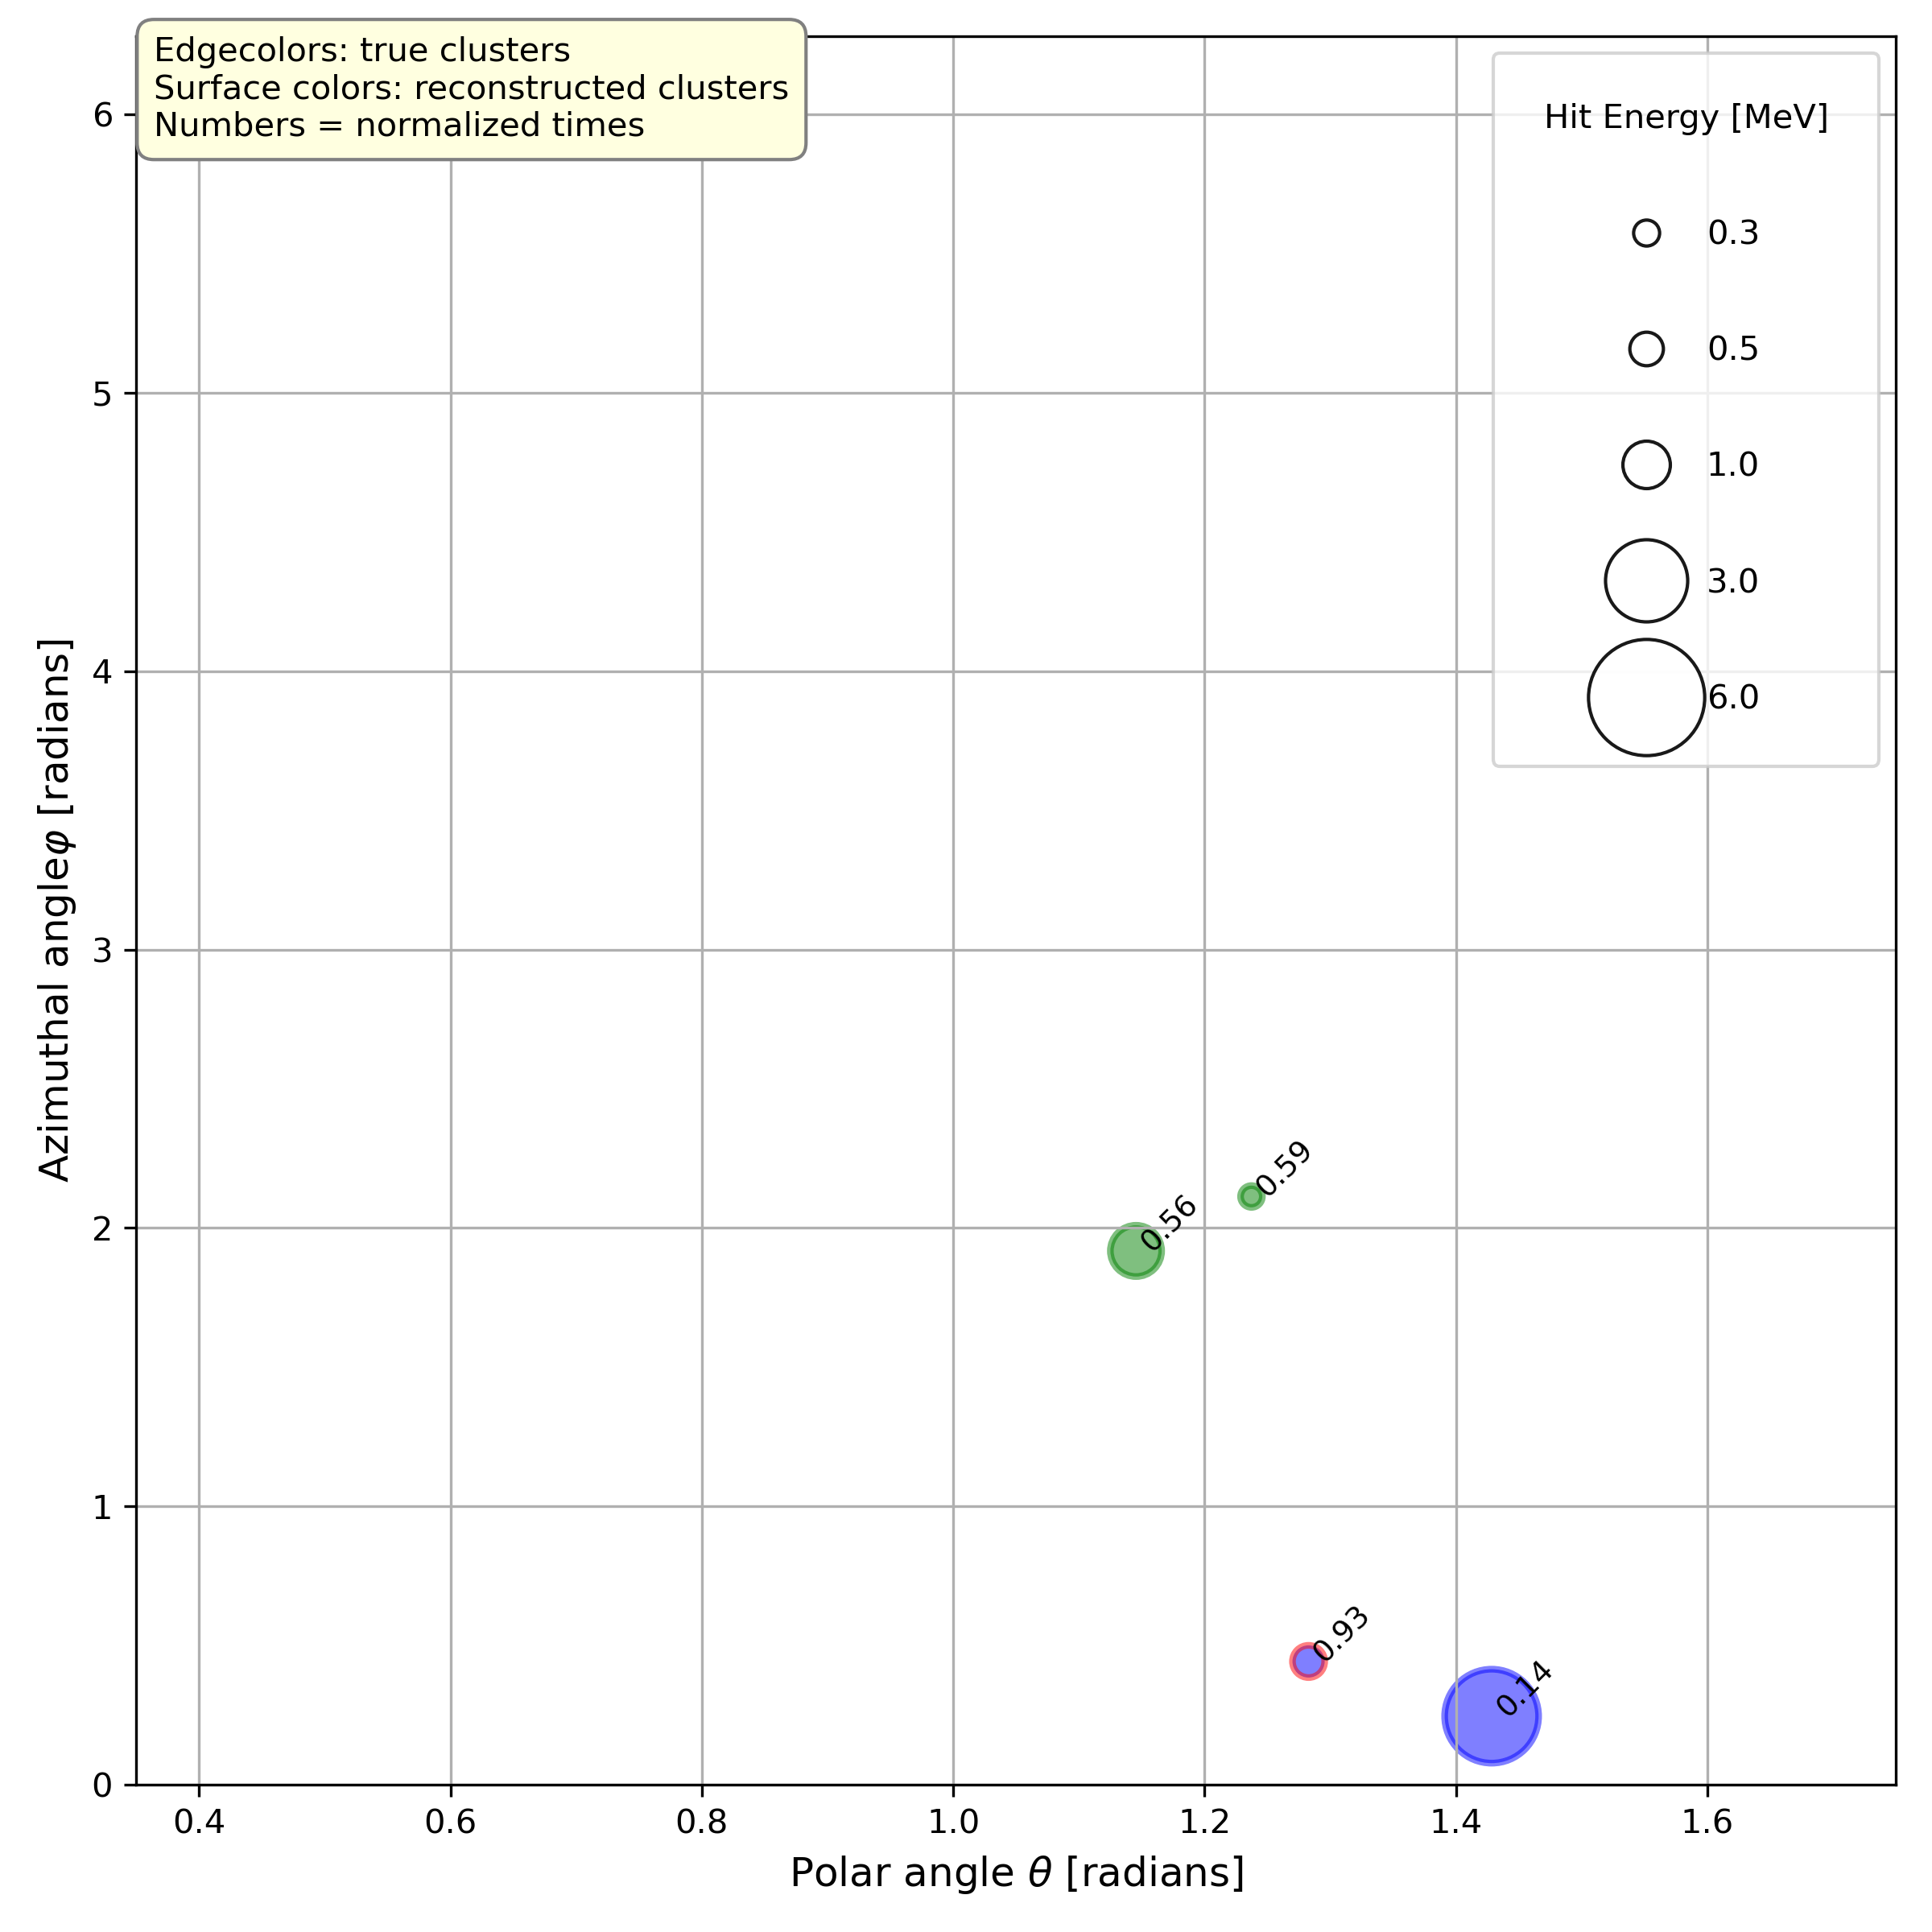 Edgecolors: true clusters
Surface colors: reconstructed clusters
Numbers = normalized times
Hit Energy [MeV]
0.3
0.5
1.0
3.0
6.0
Azimuthal angleφ [radians]
6
5
4
3
2
1
0
0.59
0.56
0.93
0.14
0.4 0.6 0.8 1.0 1.2 1.4 1.6
Polar angle θ [radians]